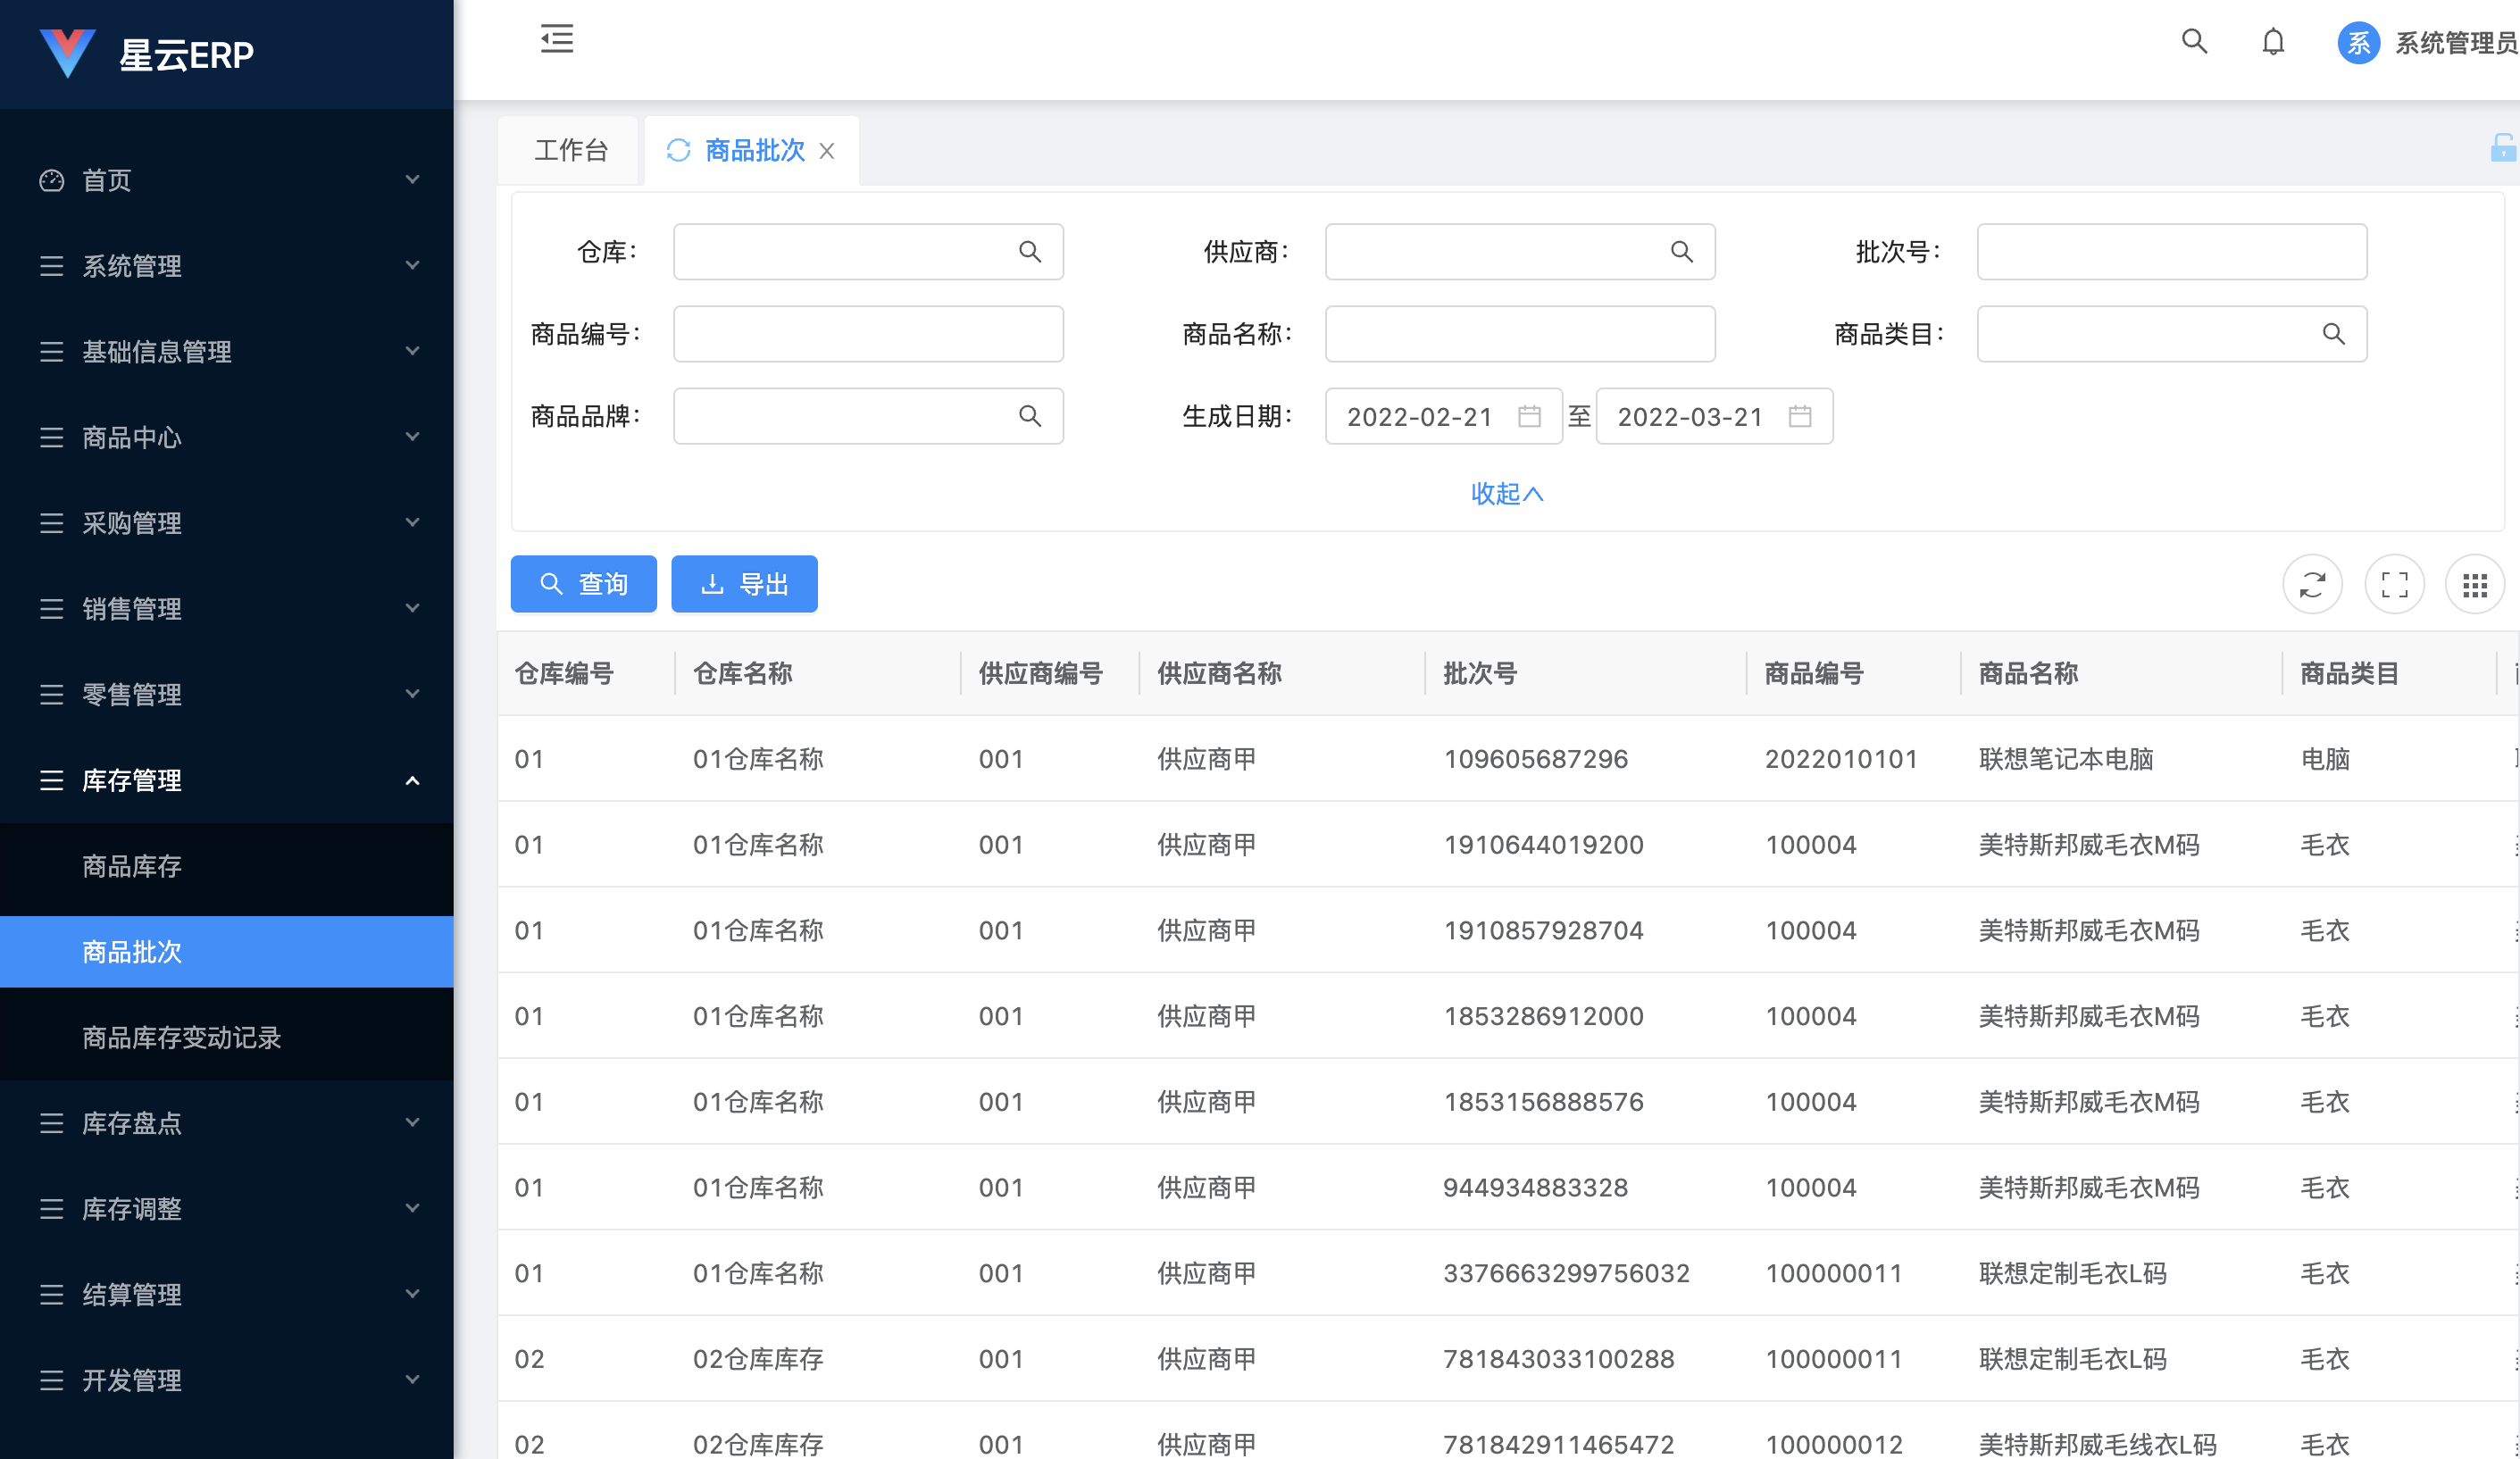 星云ERP
系 系统管理员
首页
系统管理
基础信息管理
商品中心
采购管理
销售管理
零售管理
库存管理
商品库存
商品批次
商品库存变动记录
库存盘点
库存调整
结算管理
开发管理
工作台 商品批次
仓库： 供应商： 批次号：
商品编号： 商品名称： 商品类目：
商品品牌： 生成日期： 2022-02-21 至 2022-03-21
收起
查询 导出
仓库编号 仓库名称 供应商编号 供应商名称 批次号 商品编号 商品名称 商品类目
01 01仓库名称 001 供应商甲 109605687296 2022010101 联想笔记本电脑 电脑
01 01仓库名称 001 供应商甲 1910644019200 100004 美特斯邦威毛衣M码 毛衣
01 01仓库名称 001 供应商甲 1910857928704 100004 美特斯邦威毛衣M码 毛衣
01 01仓库名称 001 供应商甲 1853286912000 100004 美特斯邦威毛衣M码 毛衣
01 01仓库名称 001 供应商甲 1853156888576 100004 美特斯邦威毛衣M码 毛衣
01 01仓库名称 001 供应商甲 944934883328 100004 美特斯邦威毛衣M码 毛衣
01 01仓库名称 001 供应商甲 3376663299756032 100000011 联想定制毛衣L码 毛衣
02 02仓库库存 001 供应商甲 781843033100288 100000011 联想定制毛衣L码 毛衣
02 02仓库库存 001 供应商甲 781842911465472 100000012 美特斯邦威毛线衣L码 毛衣